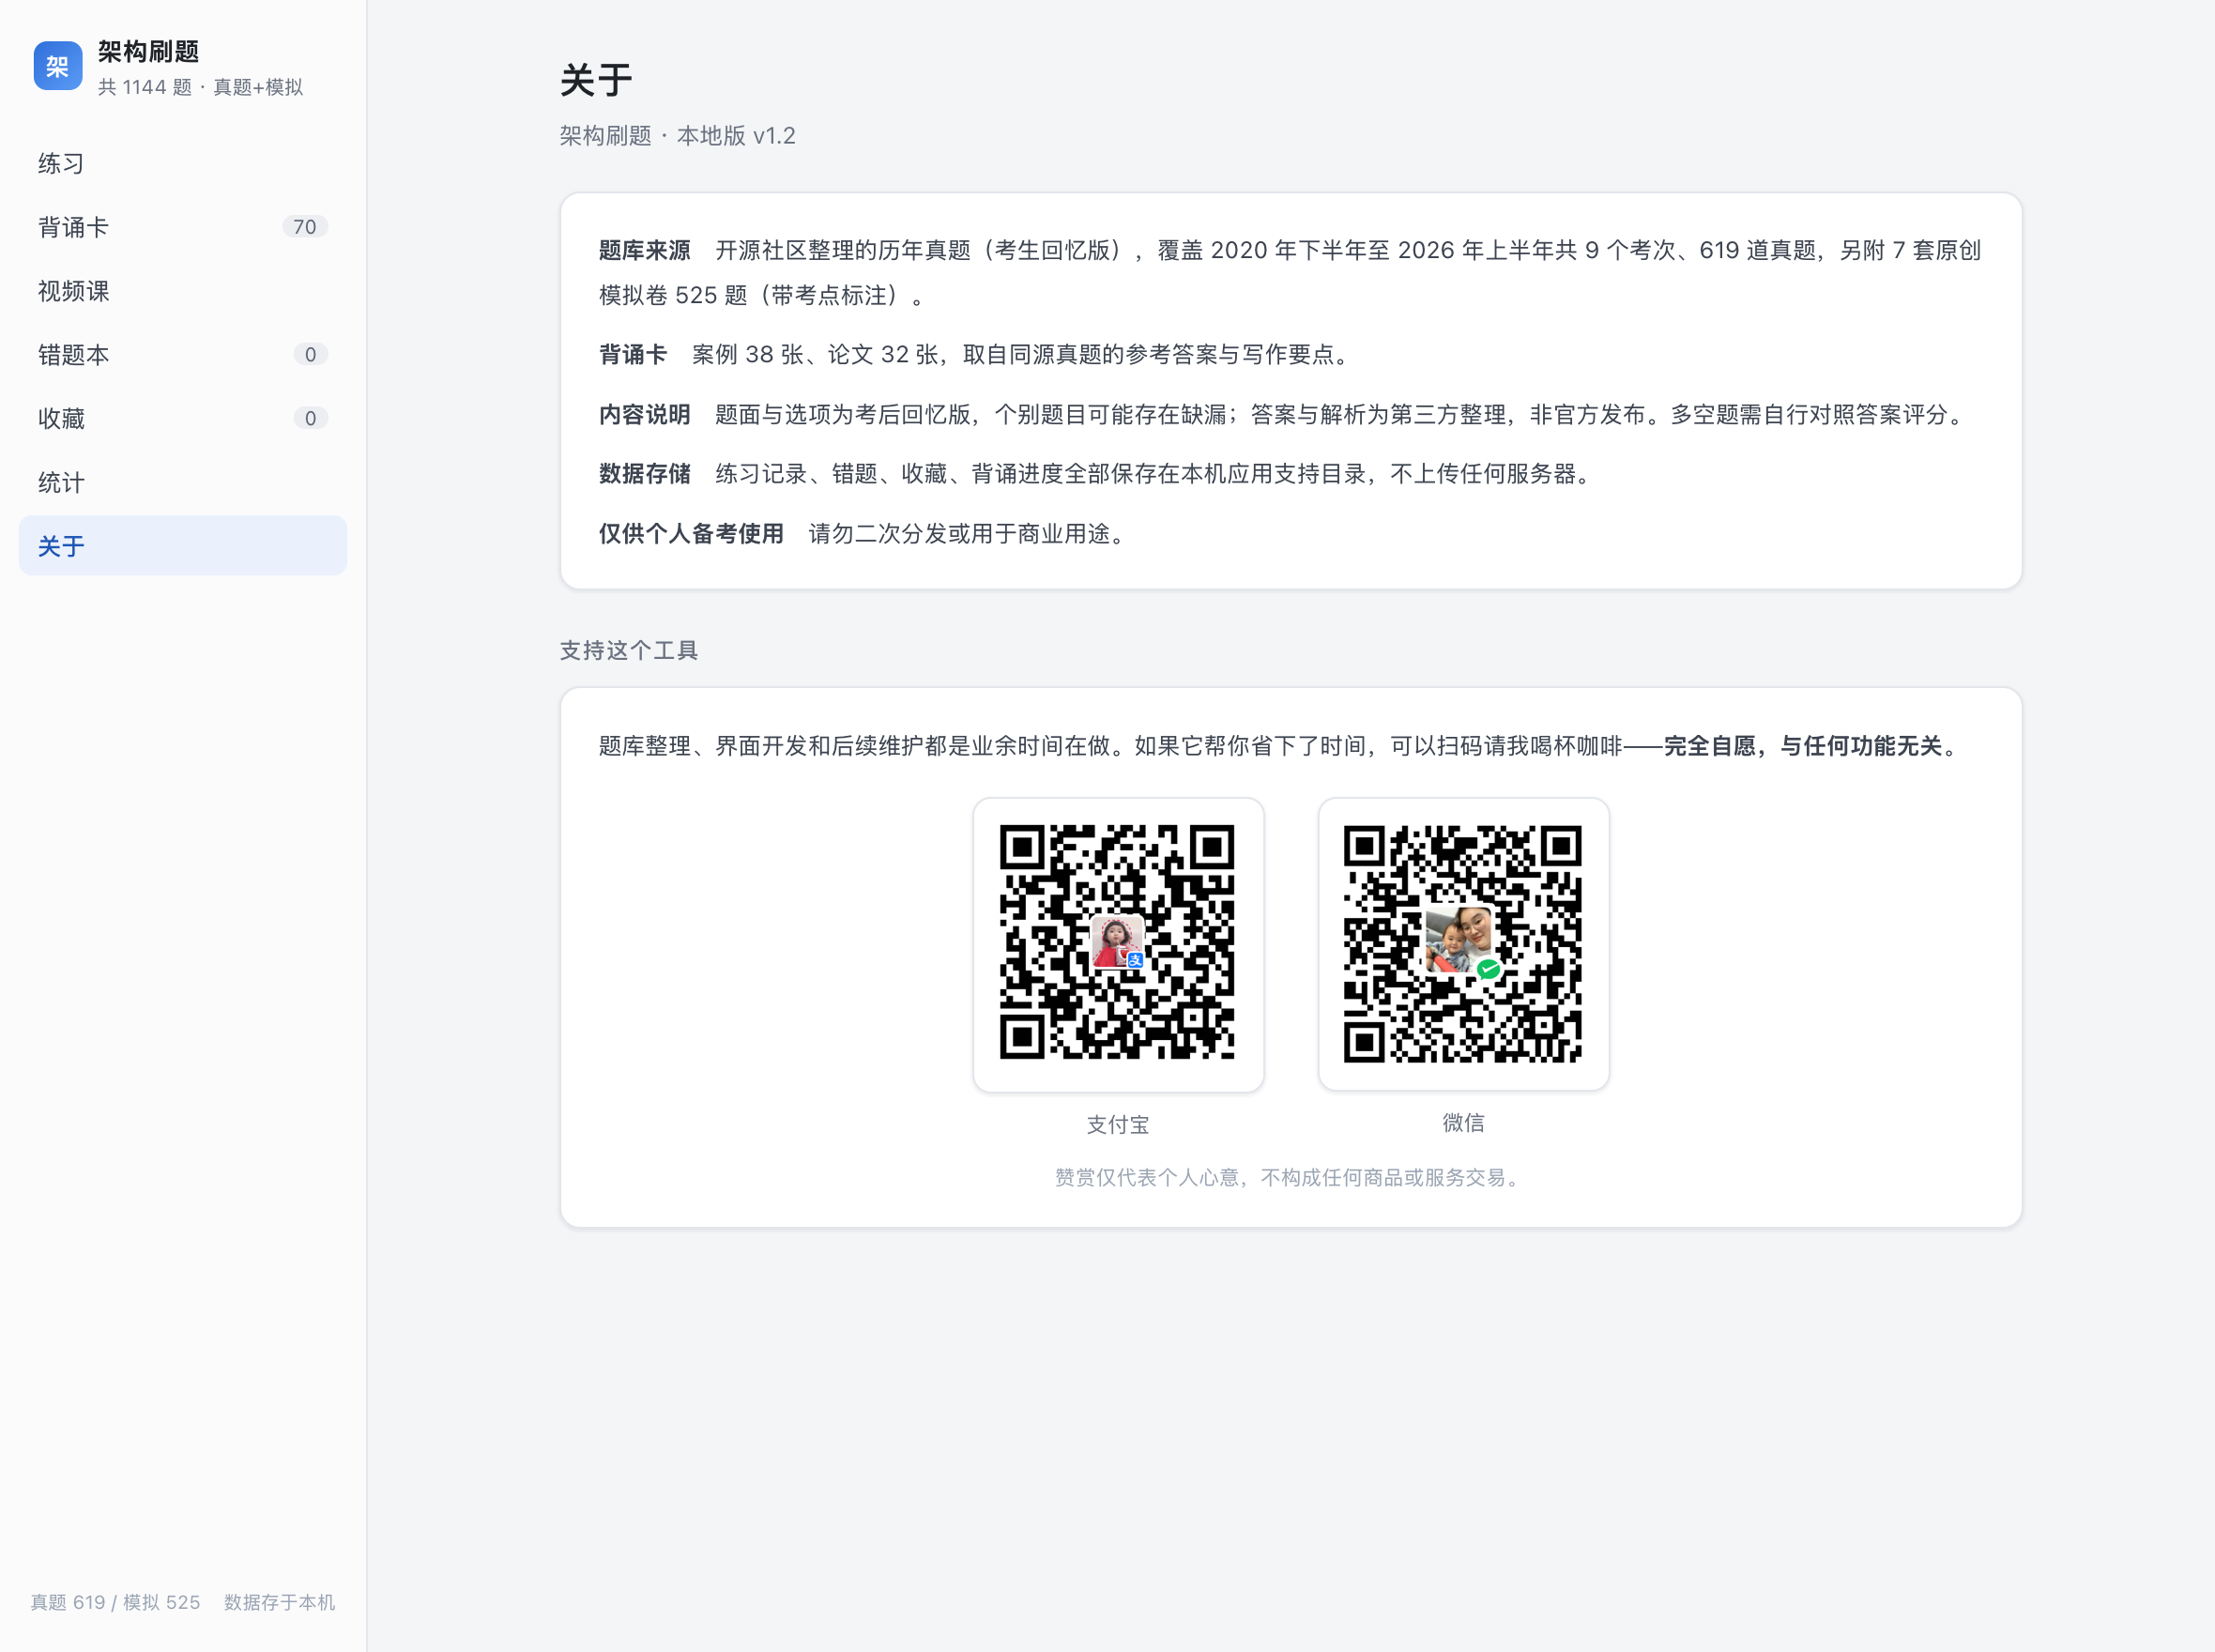 架
架构刷题
共 1144 题 · 真题+模拟
练习
背诵卡 70
视频课
错题本 0
收藏 0
统计
关于
真题 619 / 模拟 525 数据存于本机
关于
架构刷题 · 本地版 v1.2
题库来源 开源社区整理的历年真题（考生回忆版），覆盖 2020 年下半年至 2026 年上半年共 9 个考次、619 道真题，另附 7 套原创
模拟卷 525 题（带考点标注）。
背诵卡 案例 38 张、论文 32 张，取自同源真题的参考答案与写作要点。
内容说明 题面与选项为考后回忆版，个别题目可能存在缺漏；答案与解析为第三方整理，非官方发布。多空题需自行对照答案评分。
数据存储 练习记录、错题、收藏、背诵进度全部保存在本机应用支持目录，不上传任何服务器。
仅供个人备考使用 请勿二次分发或用于商业用途。
支持这个工具
题库整理、界面开发和后续维护都是业余时间在做。如果它帮你省下了时间，可以扫码请我喝杯咖啡——完全自愿，与任何功能无关。
支
支付宝
微信
赞赏仅代表个人心意，不构成任何商品或服务交易。